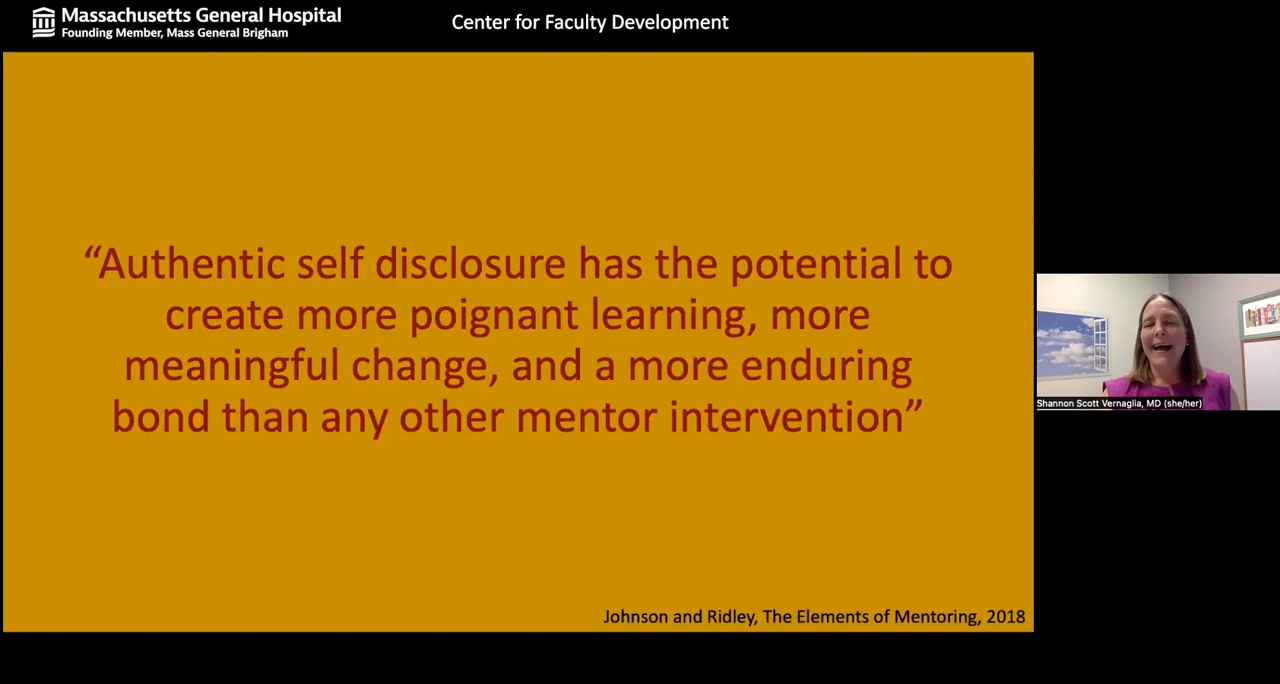 Massachusetts General Hospital
Founding Member, Mass General Brigham
Center for Faculty Development
“Authentic self disclosure has the potential to
create more poignant learning, more
meaningful change, and a more enduring
bond than any other mentor intervention”
Johnson and Ridley, The Elements of Mentoring, 2018
Shannon Scott Vernaglia, MD (she/her)